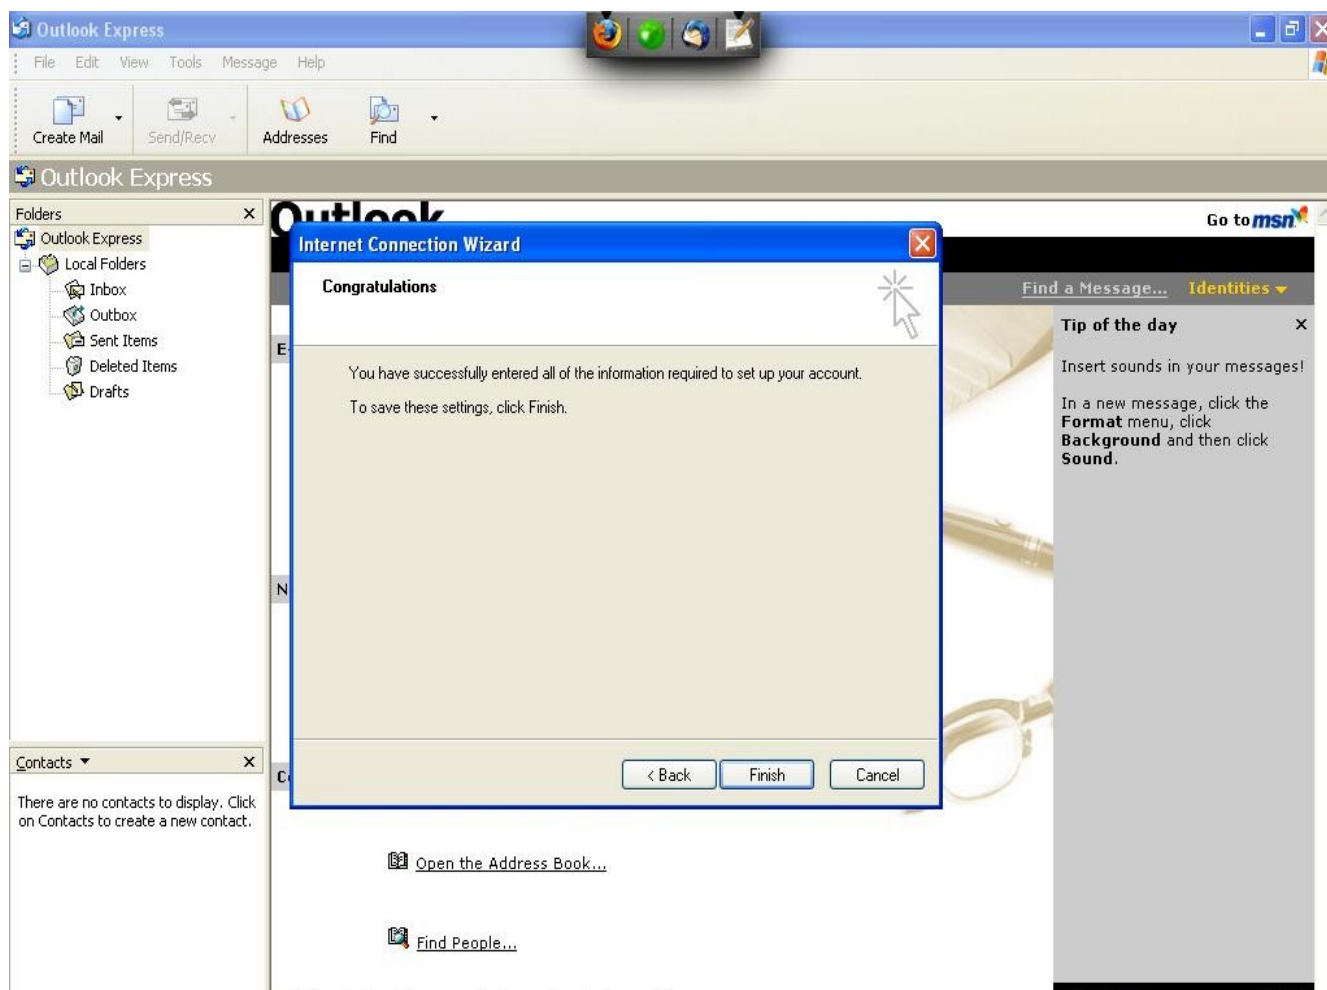 Outlook Express
File Edit View Tools Message Help
Create Mail Send/Recv Addresses Find
Outlook Express
Folders
Outlook Express
Local Folders
Inbox
Outbox
Sent Items
Deleted Items
Drafts
Outlook
Go to msn
Find a Message... Identities
Internet Connection Wizard
Congratulations
You have successfully entered all of the information required to set up your account.
To save these settings, click Finish.
< Back Finish Cancel
Tip of the day
Insert sounds in your messages!
In a new message, click the
Format menu, click
Background and then click
Sound.
Contacts
There are no contacts to display. Click
on Contacts to create a new contact.
Open the Address Book...
Find People...